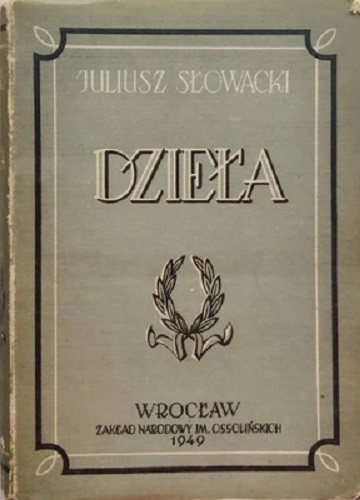 JULIUSZ SŁOWACKI
DZIEŁA
WROCŁAW
ZAKŁAD NARODOWY IM. OSSOLIŃSKICH
1949